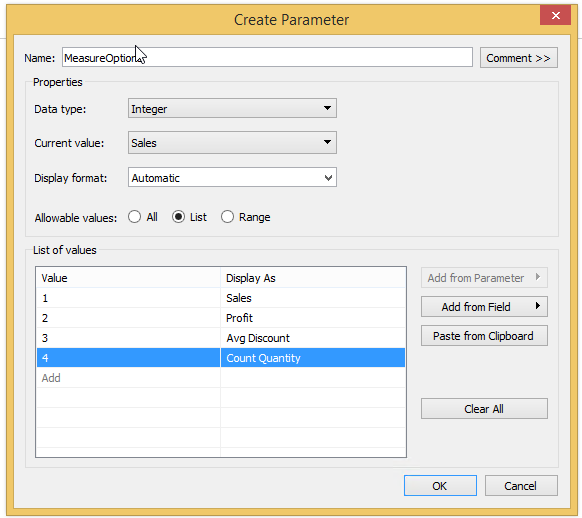 Create Parameter
Name: MeasureOption Comment >>
Properties
Data type: Integer
Current value: Sales
Display format: Automatic
Allowable values: All List Range
List of values
Value Display As
1 Sales
2 Profit
3 Avg Discount
4 Count Quantity
Add
Add from Parameter
Add from Field
Paste from Clipboard
Clear All
OK Cancel